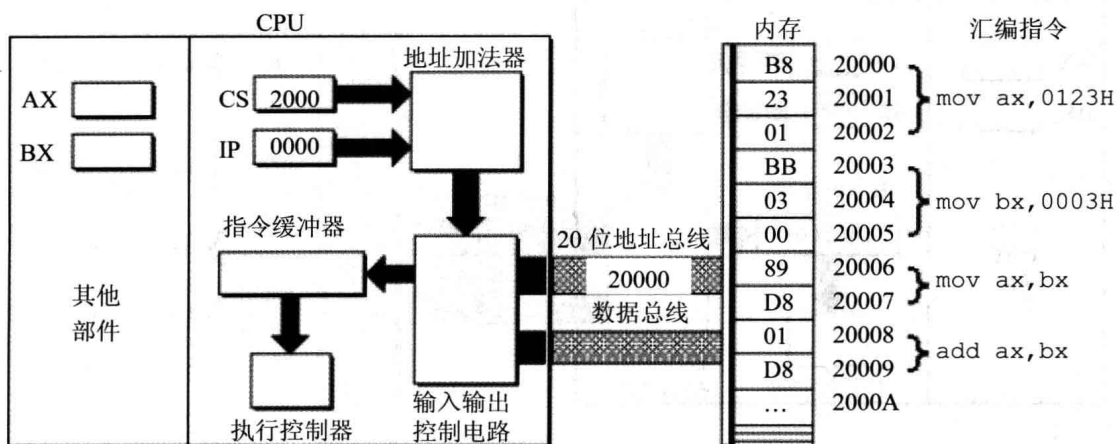 CPU
内存
汇编指令
地址加法器
AX
BX
CS 2000
IP 0000
指令缓冲器
其他
部件
执行控制器
输入输出
控制电路
20 位地址总线
20000
数据总线
B8 20000
23 20001
01 20002
mov ax,0123H
BB 20003
03 20004
00 20005
mov bx,0003H
89 20006
D8 20007
mov ax,bx
01 20008
D8 20009
add ax,bx
… 2000A